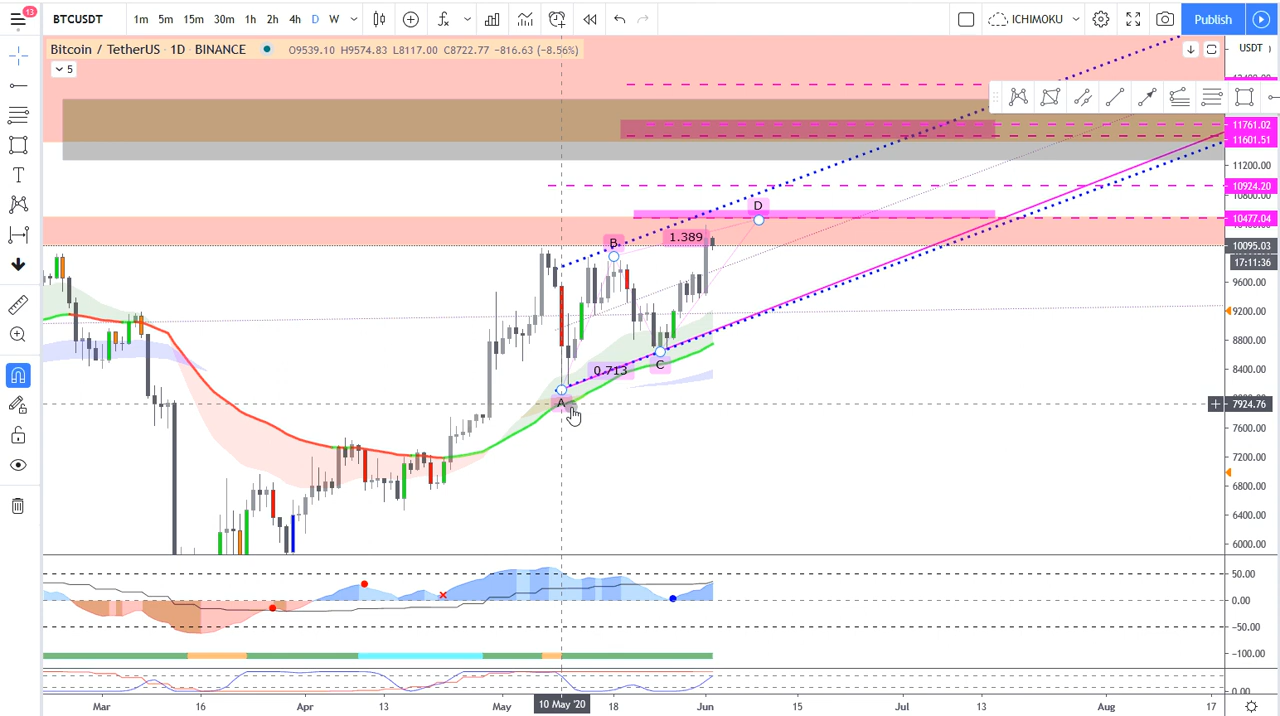 13
BTCUSDT
1m 5m 15m 30m 1h 2h 4h D W
ICHIMOKU
Publish
Bitcoin / TetherUS · 1D · BINANCE
O9539.10 H9574.83 L8117.00 C8722.77 −816.63 (−8.56%)
USDT
5
11761.02
11601.51
11200.00
10924.20
10477.04
10095.03
17:11:36
9600.00
9200.00
8800.00
8400.00
7924.76
7600.00
7200.00
6800.00
6400.00
6000.00
D
B
1.389
C
0.713
A
50.00
0.00
−50.00
−100.00
0.00
Mar 16 Apr 13 May 10 May '20 18 Jun 15 Jul 13 Aug 17